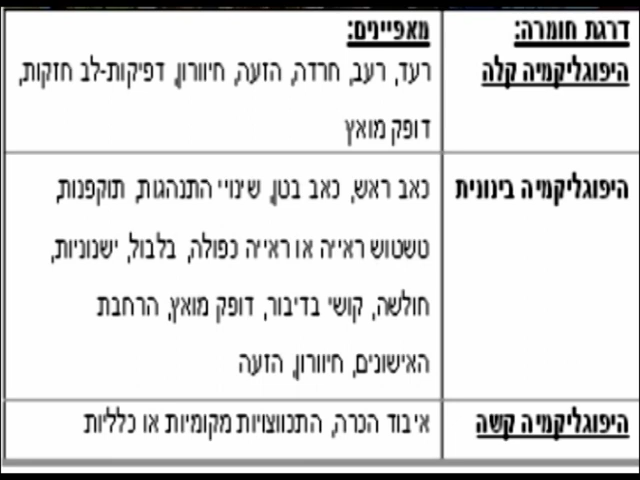 דרגת חומרה:
מאפיינים:
היפוגליקמיה קלה
רעד, רעב, חרדה, הזעה, חיוורון, דפיקות-לב חזקות,
דופק מואץ
היפוגליקמיה בינונית
כאב ראש, כאב בטן, שינויי התנהגות, תוקפנות,
טשטוש ראייה או ראייה כפולה, בלבול, ישנוניות,
חולשה, קושי בדיבור, דופק מואץ, הרחבת
האישונים, חיוורון, הזעה
היפוגליקמיה קשה
איבוד הכרה, התכווצויות מקומיות או כלליות